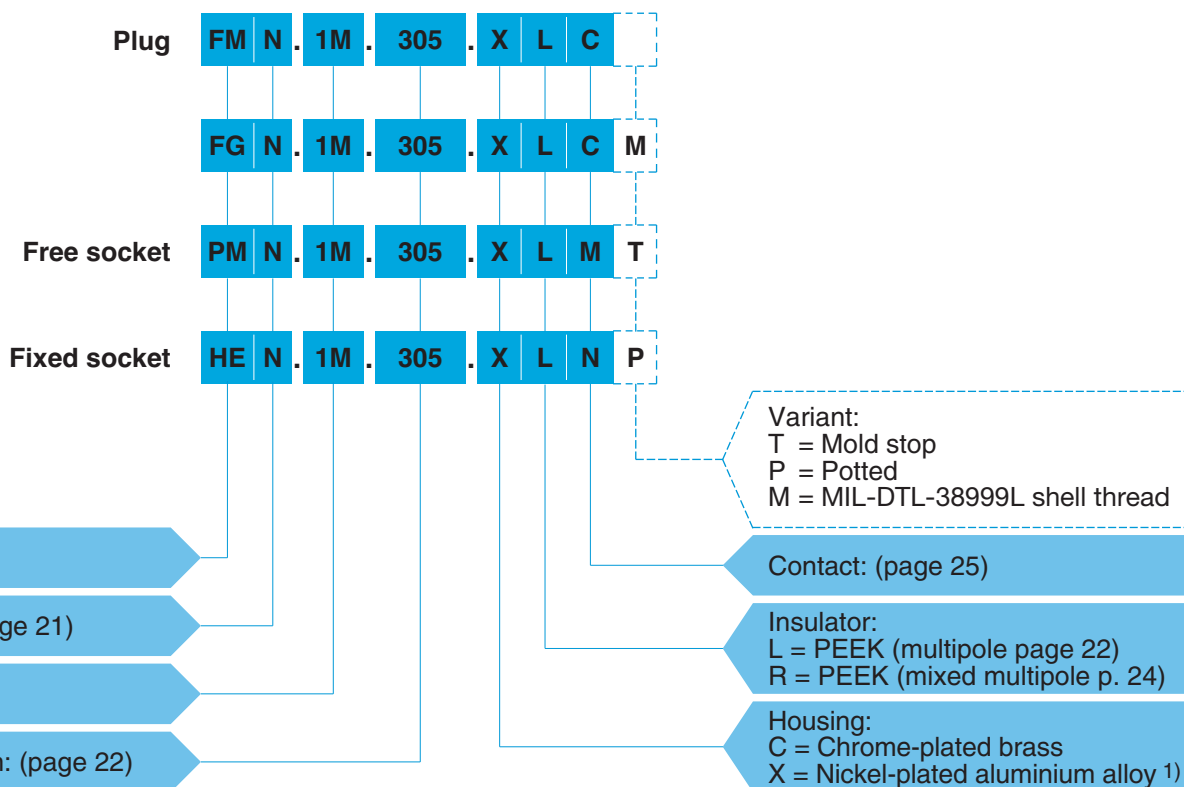 Plug FM N . 1M . 305 . X L C
FG N . 1M . 305 . X L C M
Free socket PM N . 1M . 305 . X L M T
Fixed socket HE N . 1M . 305 . X L N P
Variant:
T = Mold stop
P = Potted
M = MIL-DTL-38999L shell thread
Contact: (page 25)
ge 21)
Insulator:
L = PEEK (multipole page 22)
R = PEEK (mixed multipole p. 24)
n: (page 22)
Housing:
C = Chrome-plated brass
X = Nickel-plated aluminium alloy 1)